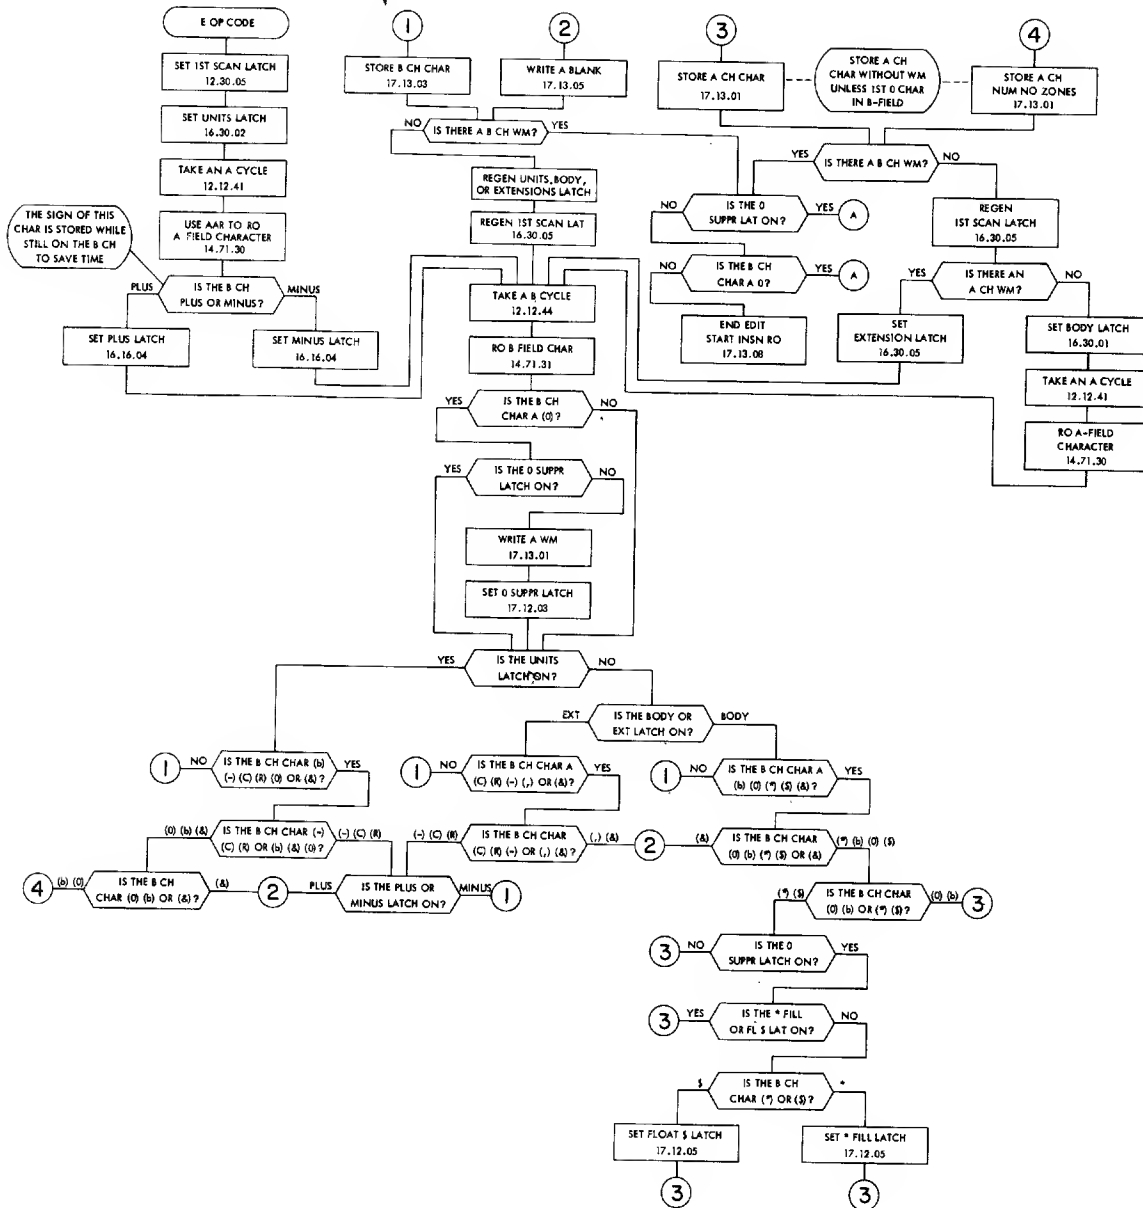 E OP CODE
SET 1ST SCAN LATCH
12.30.05
SET UNITS LATCH
16.30.02
TAKE AN A CYCLE
12.12.41
USE AAR TO RO
A FIELD CHARACTER
14.71.30
THE SIGN OF THIS
CHAR IS STORED WHILE
STILL ON THE B CH
TO SAVE TIME
IS THE B CH
PLUS OR MINUS?
PLUS
MINUS
SET PLUS LATCH
16.16.04
SET MINUS LATCH
16.16.04
1
STORE B CH CHAR
17.13.03
2
WRITE A BLANK
17.13.05
NO
IS THERE A B CH WM?
YES
REGEN UNITS, BODY,
OR EXTENSIONS LATCH
REGEN 1ST SCAN LAT
16.30.05
TAKE A B CYCLE
12.12.44
RO B FIELD CHAR
14.71.31
YES
IS THE B CH
CHAR A (0)?
NO
YES
IS THE 0 SUPPR
LATCH ON?
NO
WRITE A WM
17.13.01
SET 0 SUPPR LATCH
17.12.03
3
STORE A CH CHAR
17.13.01
STORE A CH
CHAR WITHOUT WM
UNLESS 1ST 0 CHAR
IN B-FIELD
4
STORE A CH
NUM NO ZONES
17.13.01
YES
IS THERE A B CH WM?
NO
NO
IS THE 0
SUPPR LAT ON?
YES
A
NO
IS THE B CH
CHAR A 0?
YES
A
END EDIT
START INSN RO
17.13.08
REGEN
1ST SCAN LATCH
16.30.05
YES
IS THERE AN
A CH WM?
NO
SET
EXTENSION LATCH
16.30.05
SET BODY LATCH
16.30.01
TAKE AN A CYCLE
12.12.41
RO A-FIELD
CHARACTER
14.71.30
YES
IS THE UNITS
LATCH ON?
NO
EXT
IS THE BODY OR
EXT LATCH ON?
BODY
1
NO
IS THE B CH CHAR (b)
(-) (C) (R) (0) OR (&)?
YES
1
NO
IS THE B CH CHAR A
(C) (R) (-) (,) OR (&)?
YES
1
NO
IS THE B CH CHAR A
(b) (0) (*) ($) (&)?
YES
(0) (b) (&)
IS THE B CH CHAR (-)
(C) (R) OR (b) (&) (0)?
(-) (C) (R)
(-) (C) (R)
IS THE B CH CHAR
(C) (R) (-) OR (,) (&)?
(,) (&)
2
(&)
IS THE B CH CHAR
(0) (b) (*) ($) OR (&)
(*) (b) (0) ($)
4
(b) (0)
IS THE B CH
CHAR (0) (b) OR (&)?
(&)
2
PLUS
IS THE PLUS OR
MINUS LATCH ON?
MINUS
1
(*) ($)
IS THE B CH CHAR
(0) (b) OR (*) ($)?
(0) (b)
3
3
NO
IS THE 0
SUPPR LATCH ON?
YES
3
YES
IS THE * FILL
OR FL $ LAT ON?
NO
$
IS THE B CH
CHAR (*) OR ($)?
*
SET FLOAT $ LATCH
17.12.05
SET * FILL LATCH
17.12.05
3
3